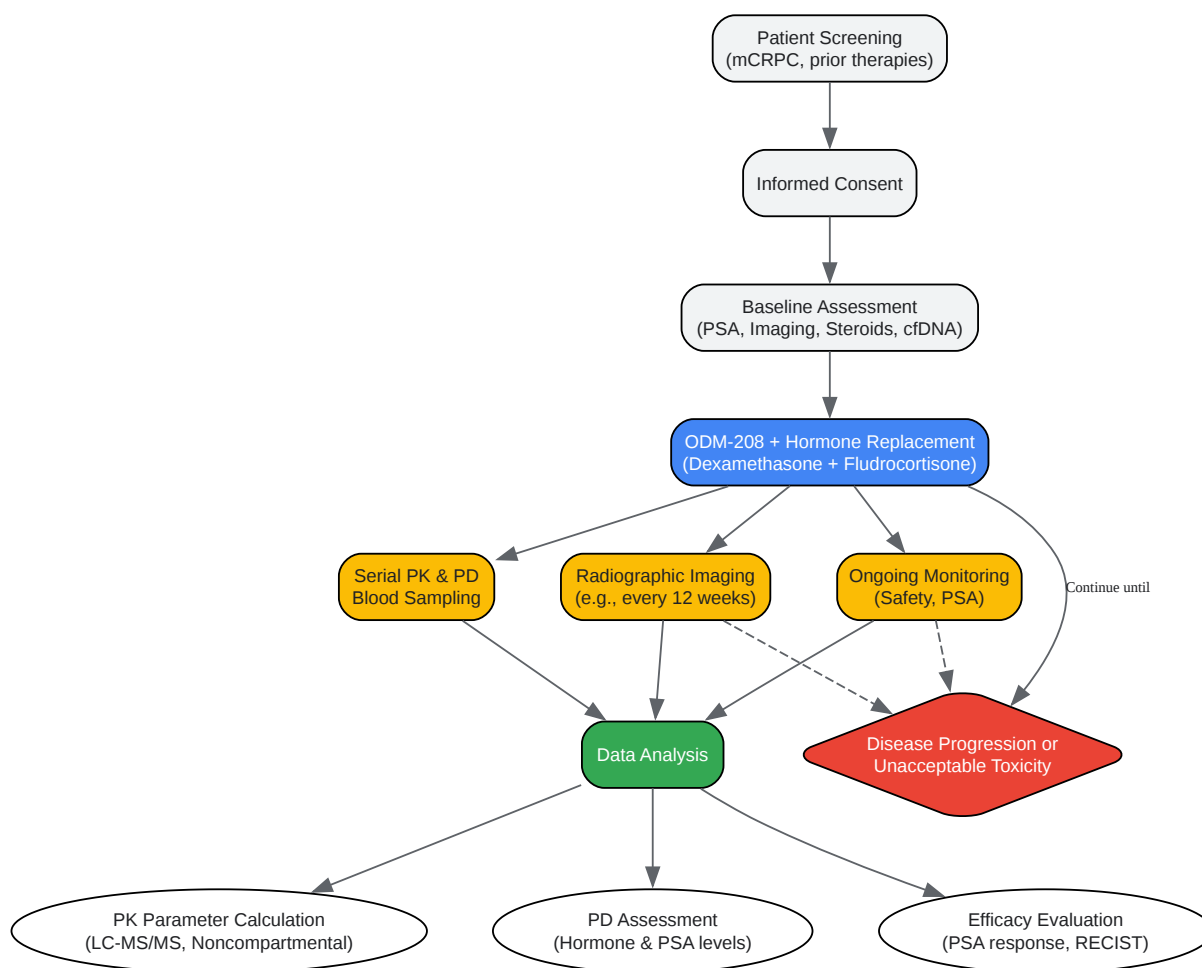 Patient Screening
(mCRPC, prior therapies)
Informed Consent
Baseline Assessment
(PSA, Imaging, Steroids, cfDNA)
ODM-208 + Hormone Replacement
(Dexamethasone + Fludrocortisone)
Serial PK & PD
Blood Sampling
Radiographic Imaging
(e.g., every 12 weeks)
Ongoing Monitoring
(Safety, PSA)
Continue until
Data Analysis
Disease Progression or
Unacceptable Toxicity
PK Parameter Calculation
(LC-MS/MS, Noncompartmental)
PD Assessment
(Hormone & PSA levels)
Efficacy Evaluation
(PSA response, RECIST)